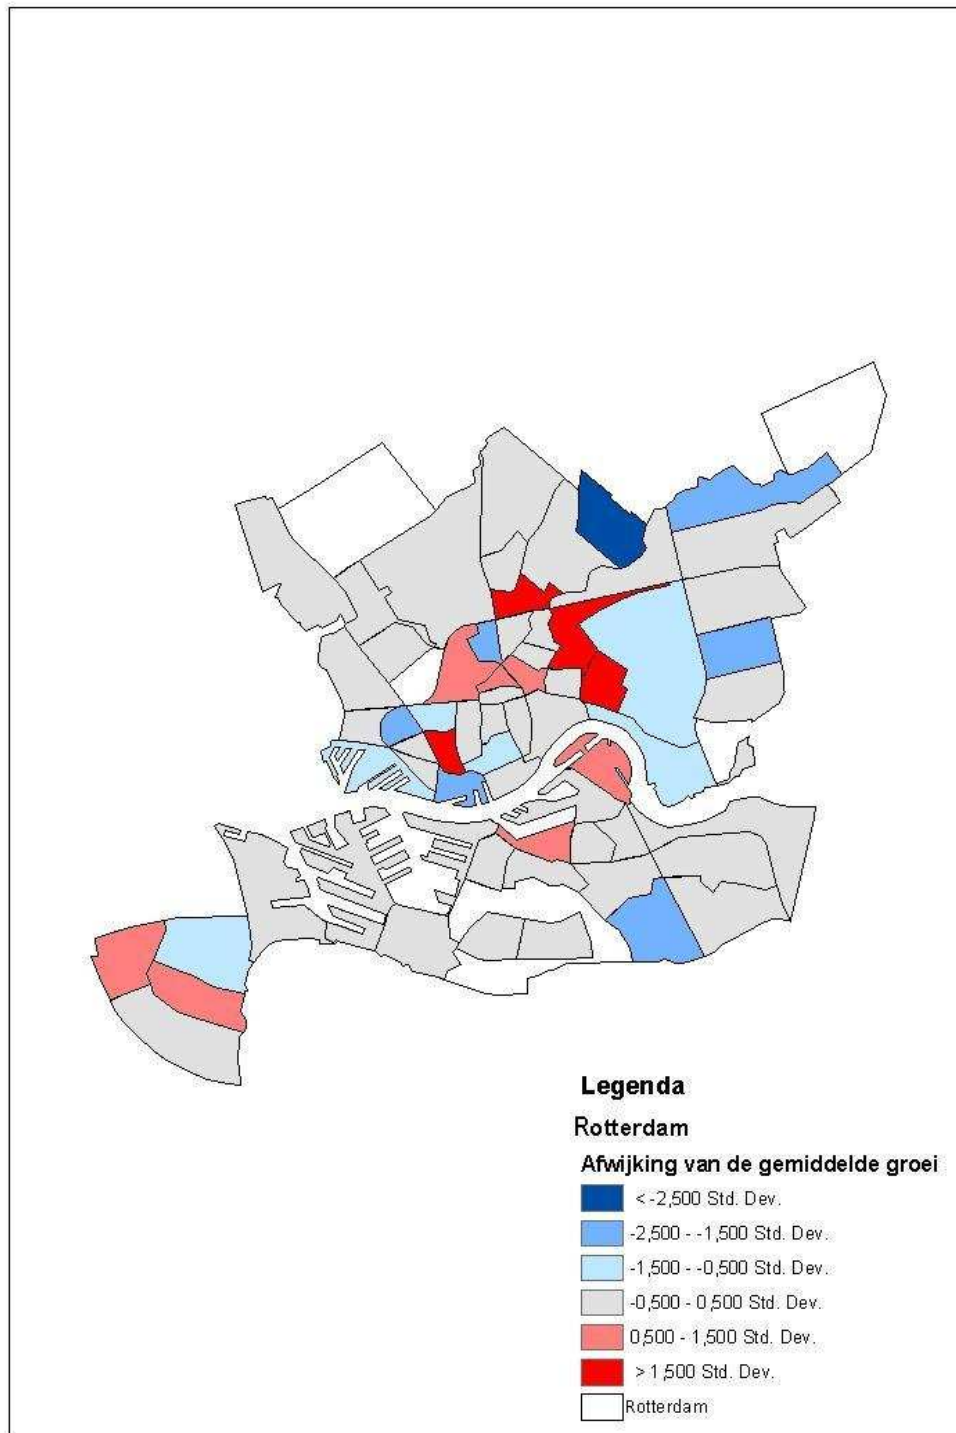 Legenda
Rotterdam
Afwijking van de gemiddelde groei
< -2,500 Std. Dev.
-2,500 - -1,500 Std. Dev.
-1,500 - -0,500 Std. Dev.
-0,500 - 0,500 Std. Dev.
0,500 - 1,500 Std. Dev.
> 1,500 Std. Dev.
Rotterdam